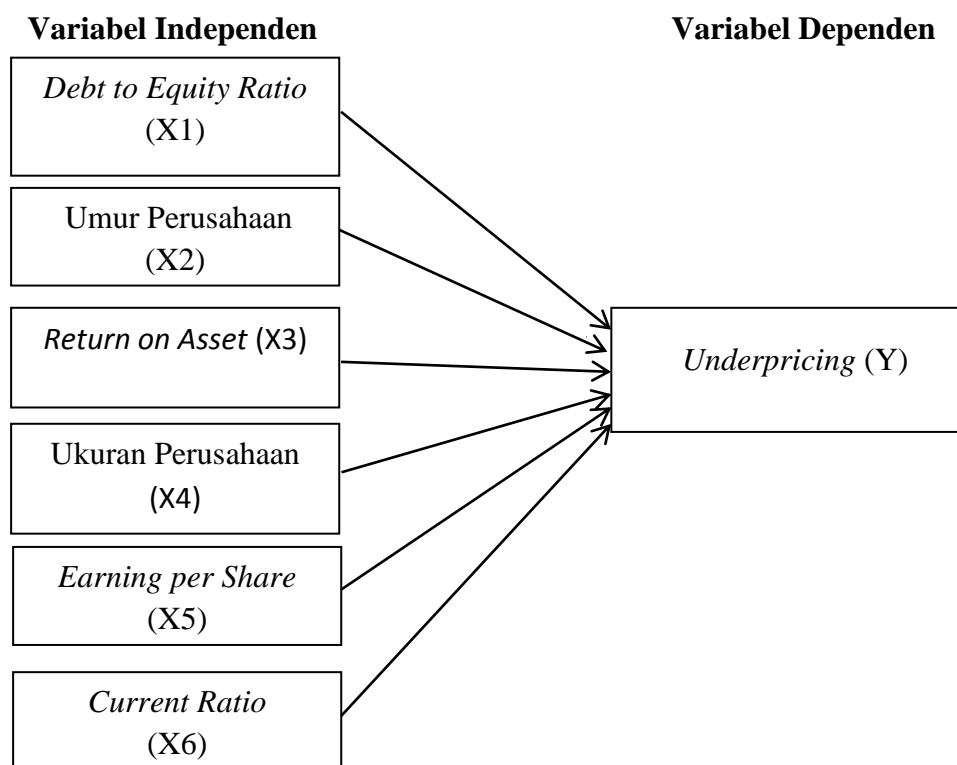 Variabel Independen
Variabel Dependen
Debt to Equity Ratio
(X1)
Umur Perusahaan
(X2)
Return on Asset (X3)
Ukuran Perusahaan
(X4)
Earning per Share
(X5)
Current Ratio
(X6)
Underpricing (Y)